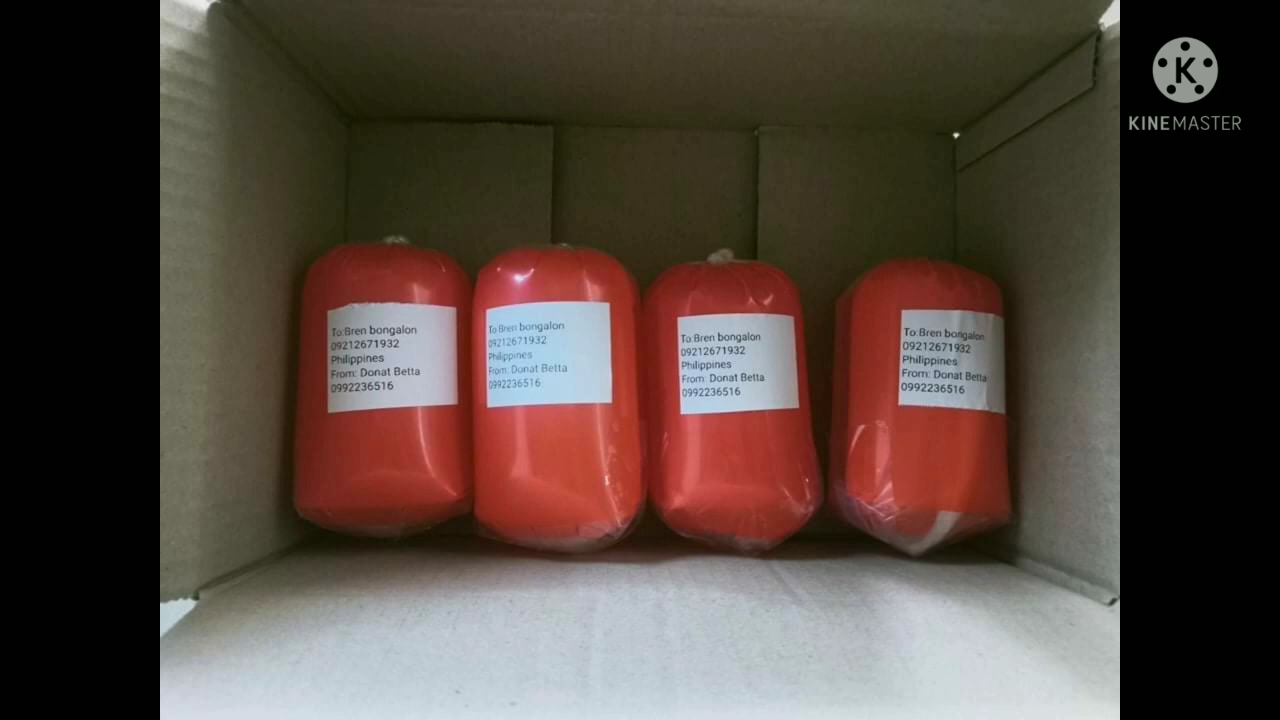 KINEMASTER
To:Bren bongalon
09212671932
Philippines
From: Donat Betta
0992236516
To:Bren bongalon
09212671932
Philippines
From: Donat Betta
0992236516
To:Bren bongalon
09212671932
Philippines
From: Donat Betta
0992236516
To:Bren bongalon
09212671932
Philippines
From: Donat Betta
0992236516